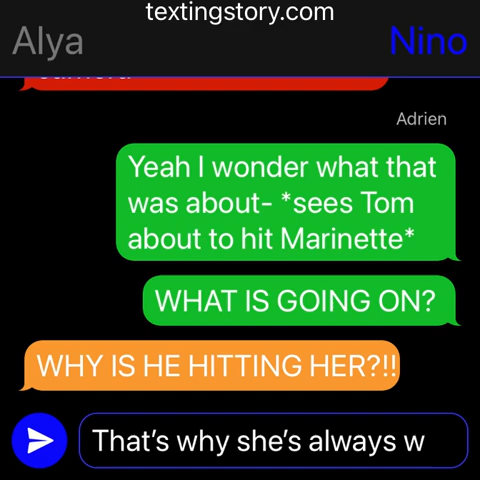 textingstory.com
Alya
Nino
Adrien
Yeah I wonder what that
was about- *sees Tom
about to hit Marinette*
WHAT IS GOING ON?
WHY IS HE HITTING HER?!!
That's why she's always w